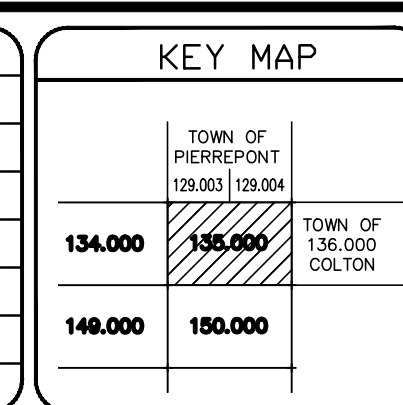 KEY MAP
TOWN OF
PIERREPONT
129.003 129.004
134.000 135.000 TOWN OF
136.000
COLTON
149.000 150.000